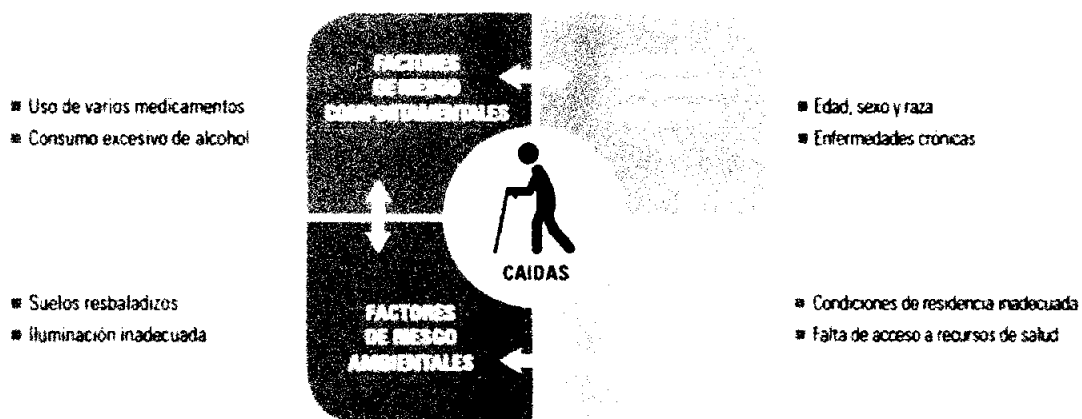 FACTORES
DE RIESGO
COMPORTAMENTALES
■ Uso de varios medicamentos
■ Consumo excesivo de alcohol
■ Edad, sexo y raza
■ Enfermedades crónicas
CAIDAS
■ Suelos resbaladizos
■ Iluminación inadecuada
FACTORES
DE RIESGO
AMBIENTALES
■ Condiciones de residencia inadecuada
■ Falta de acceso a recursos de salud